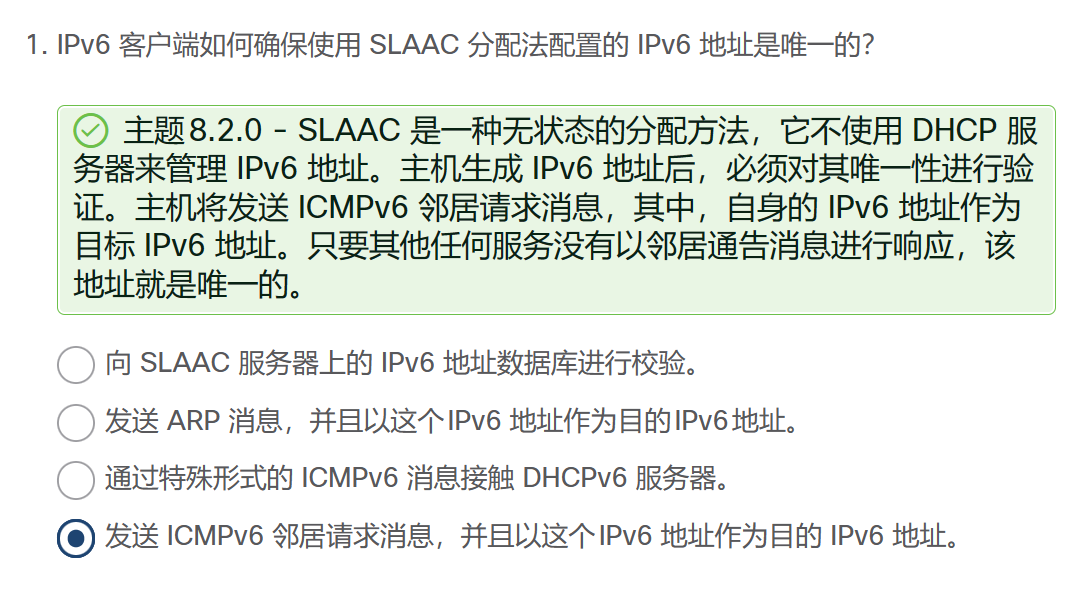 1. IPv6 客户端如何确保使用 SLAAC 分配法配置的 IPv6 地址是唯一的？
主题8.2.0 – SLAAC 是一种无状态的分配方法，它不使用 DHCP 服
务器来管理 IPv6 地址。主机生成 IPv6 地址后，必须对其唯一性进行验
证。主机将发送 ICMPv6 邻居请求消息，其中，自身的 IPv6 地址作为
目标 IPv6 地址。只要其他任何服务没有以邻居通告消息进行响应，该
地址就是唯一的。
向 SLAAC 服务器上的 IPv6 地址数据库进行校验。
发送 ARP 消息，并且以这个IPv6 地址作为目的IPv6地址。
通过特殊形式的 ICMPv6 消息接触 DHCPv6 服务器。
发送 ICMPv6 邻居请求消息，并且以这个IPv6 地址作为目的 IPv6 地址。